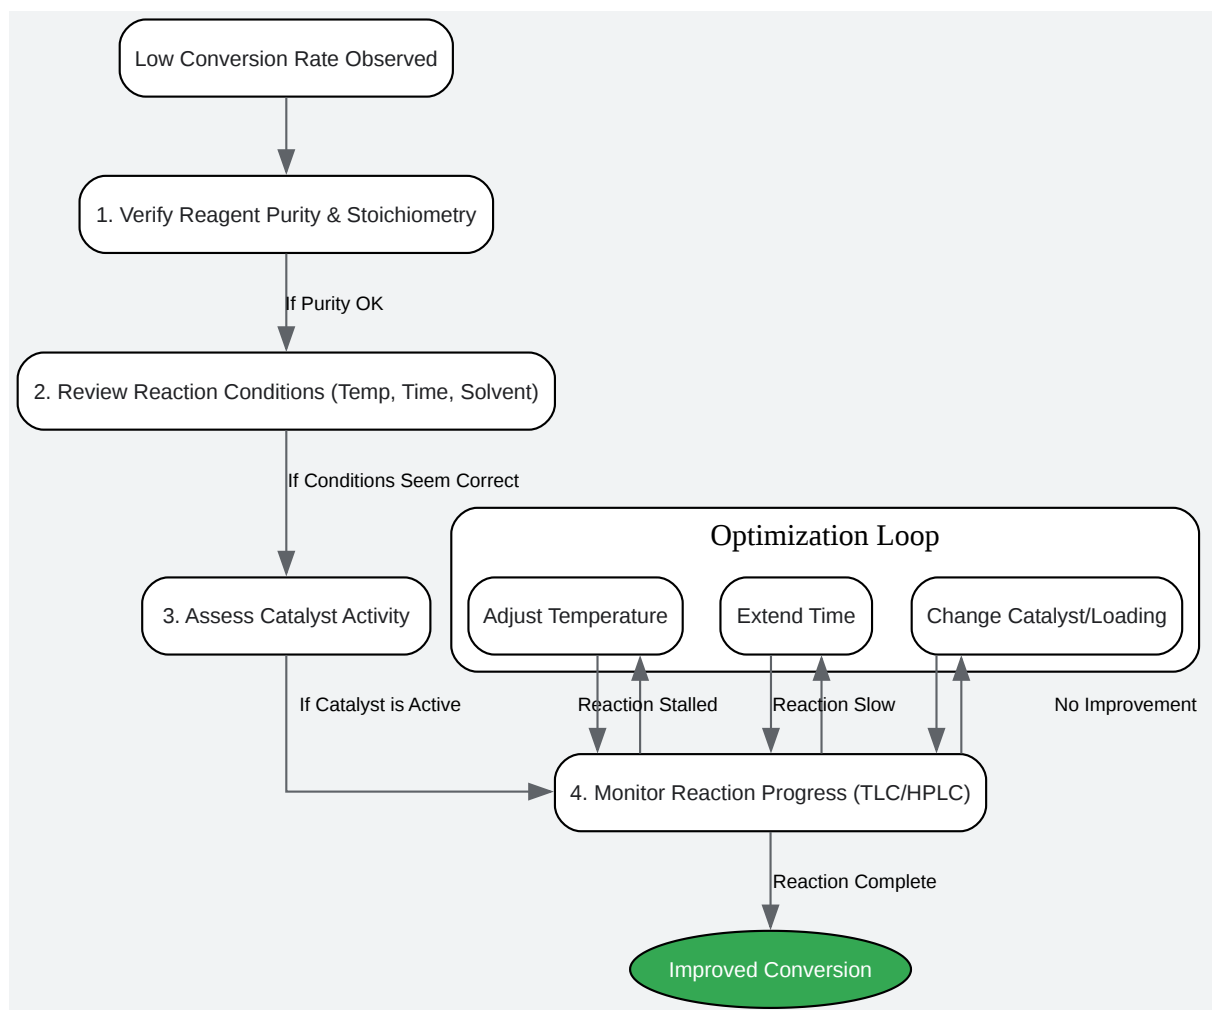 Low Conversion Rate Observed
1. Verify Reagent Purity & Stoichiometry
If Purity OK
2. Review Reaction Conditions (Temp, Time, Solvent)
If Conditions Seem Correct
Optimization Loop
3. Assess Catalyst Activity
Adjust Temperature
Extend Time
Change Catalyst/Loading
If Catalyst is Active
Reaction Stalled
Reaction Slow
No Improvement
4. Monitor Reaction Progress (TLC/HPLC)
Reaction Complete
Improved Conversion